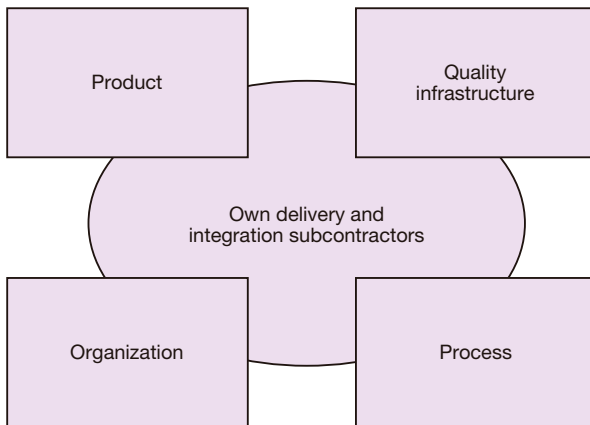 Product
Quality
infrastructure
Own delivery and
integration subcontractors
Organization
Process